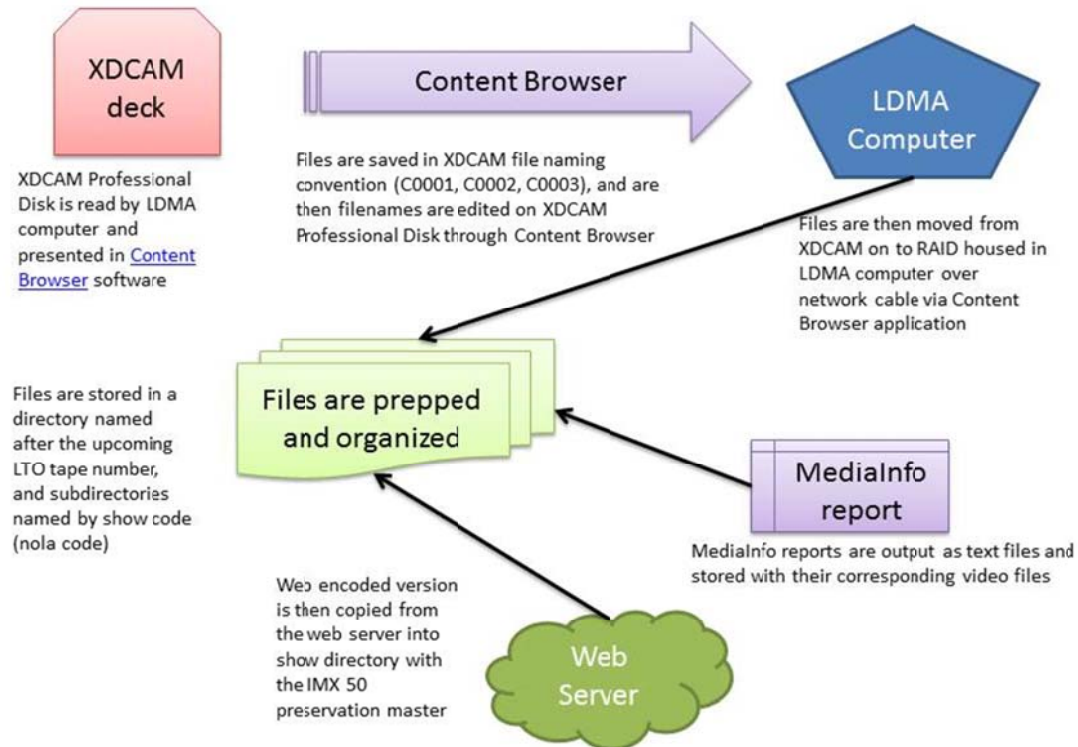 XDCAM
deck
Content Browser
LDMA
Computer
XDCAM Professional
Disk is read by LDMA
computer and
presented in Content
Browser software
Files are saved in XDCAM file naming
convention (C0001, C0002, C0003), and are
then filenames are edited on XDCAM
Professional Disk through Content Browser
Files are then moved from
XDCAM on to RAID housed in
LDMA computer over
network cable via Content
Browser application
Files are stored in a
directory named
after the upcoming
LTO tape number,
and subdirectories
named by show code
(nola code)
Files are prepped
and organized
MediaInfo
report
MediaInfo reports are output as text files and
stored with their corresponding video files
Web encoded version
is then copied from
the web server into
show directory with
the IMX 50
preservation master
Web
Server